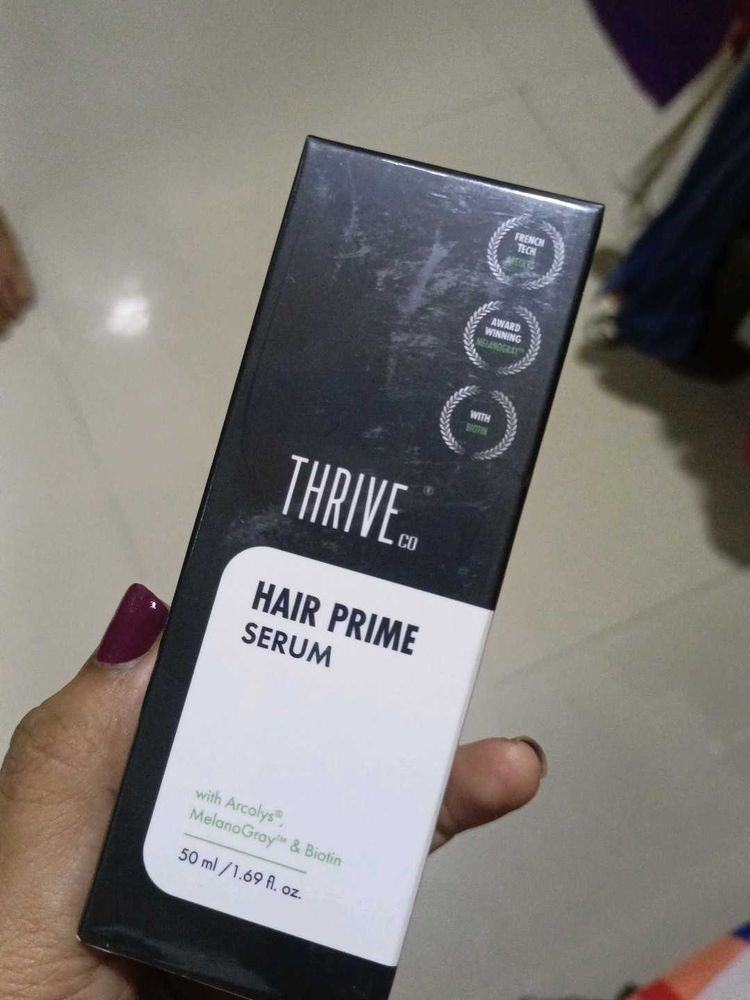 FRENCH
TECH
AWARD
WINNING
MELANOGRAY™
WITH
BIOTIN
THRIVE®
CO
HAIR PRIME
SERUM
with Arcolys®,
MelanoGray™ & Biotin
50 ml / 1.69 fl. oz.